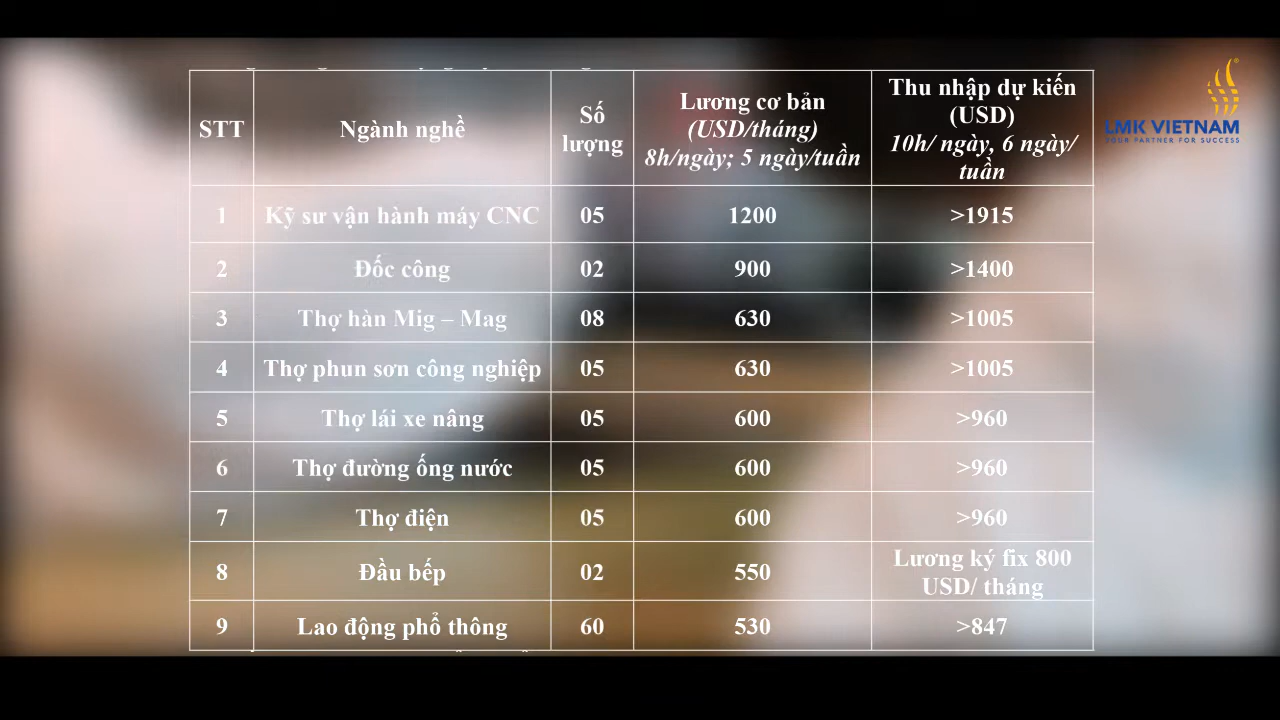 STT Ngành nghề Số lượng Lương cơ bản (USD/tháng) 8h/ngày; 5 ngày/tuần Thu nhập dự kiến (USD) 10h/ ngày, 6 ngày/ tuần
1 Kỹ sư vận hành máy CNC 05 1200 >1915
2 Đốc công 02 900 >1400
3 Thợ hàn Mig – Mag 08 630 >1005
4 Thợ phun sơn công nghiệp 05 630 >1005
5 Thợ lái xe nâng 05 600 >960
6 Thợ đường ống nước 05 600 >960
7 Thợ điện 05 600 >960
8 Đầu bếp 02 550 Lương ký fix 800 USD/ tháng
9 Lao động phổ thông 60 530 >847
LMK VIETNAM
YOUR PARTNER FOR SUCCESS